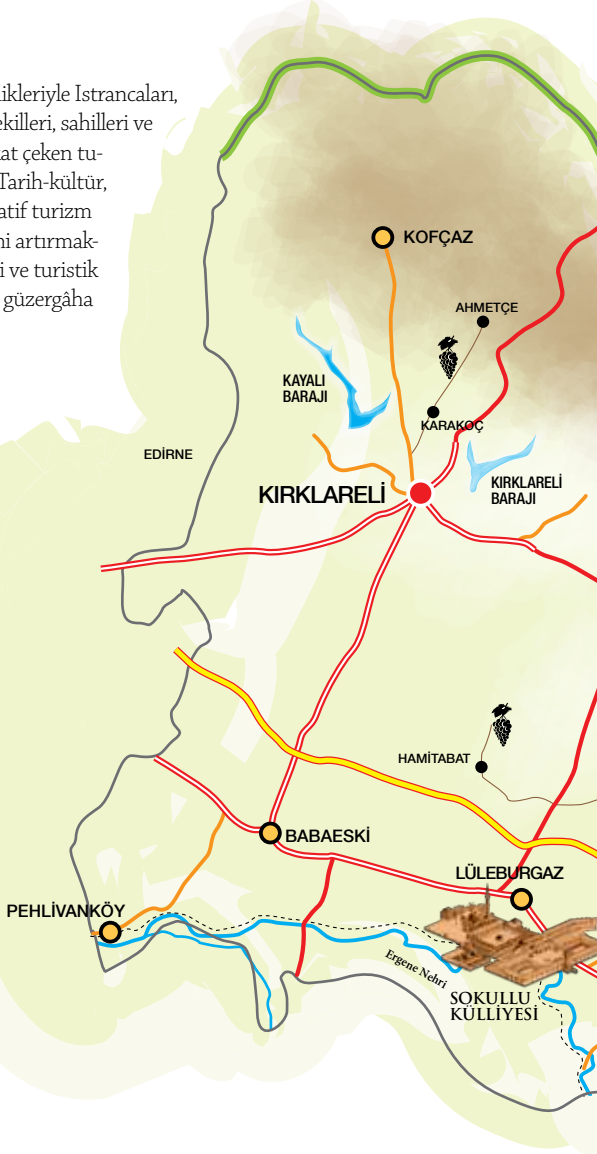 ikleriyle Istrancaları,
ekilleri, sahilleri ve
kat çeken tu-
Tarih-kültür,
atif turizm
ni artırmak-
i ve turistik
güzergâha
KOFÇAZ
AHMETÇE
KAYALI
BARAJI
KARAKOÇ
EDİRNE
KIRKLARELİ
KIRKLARELİ
BARAJI
HAMİTABAT
BABAESKİ
LÜLEBURGAZ
PEHLİVANKÖY
Ergene Nehri
SOKULLU
KÜLLİYESİ